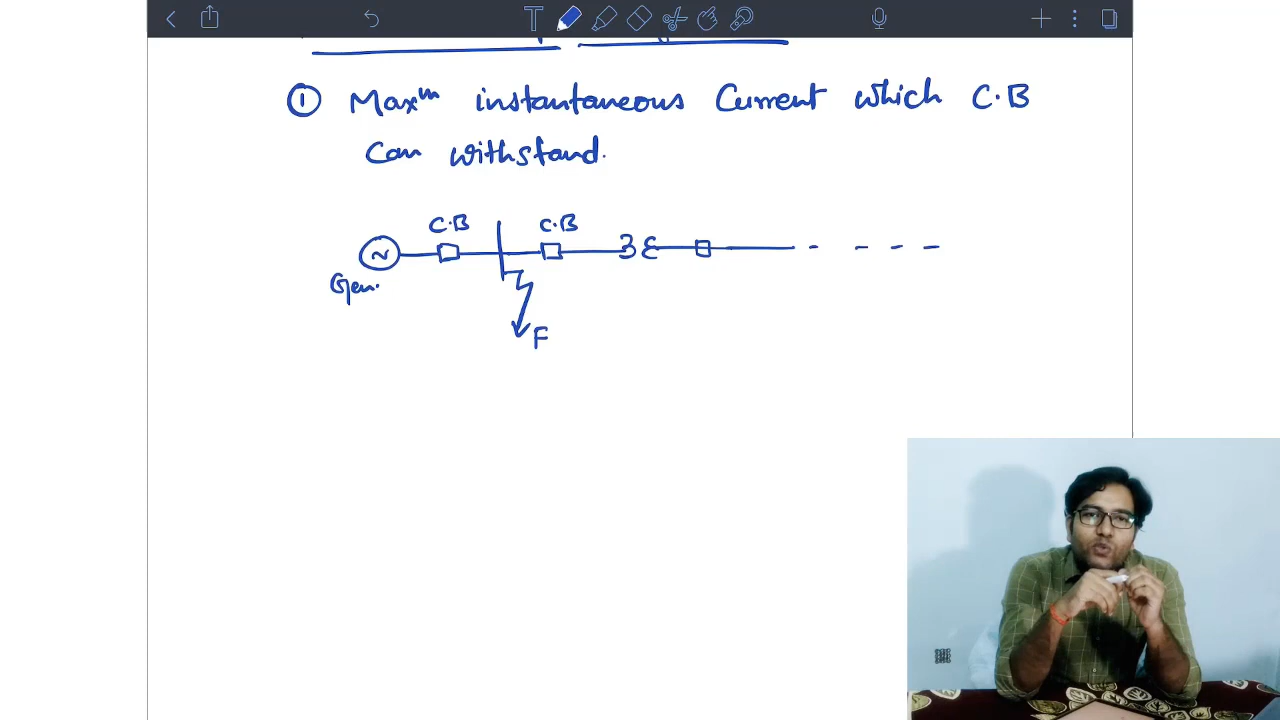 ① Maxᵐ instantaneous Current which C.B
Can withstand.
C.B C.B
Gen.
F